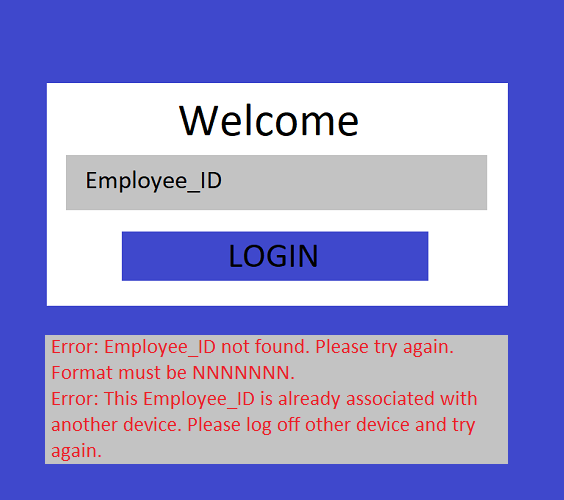 Welcome
Employee_ID
LOGIN
Error: Employee_ID not found. Please try again.
Format must be NNNNNNN.
Error: This Employee_ID is already associated with
another device. Please log off other device and try
again.